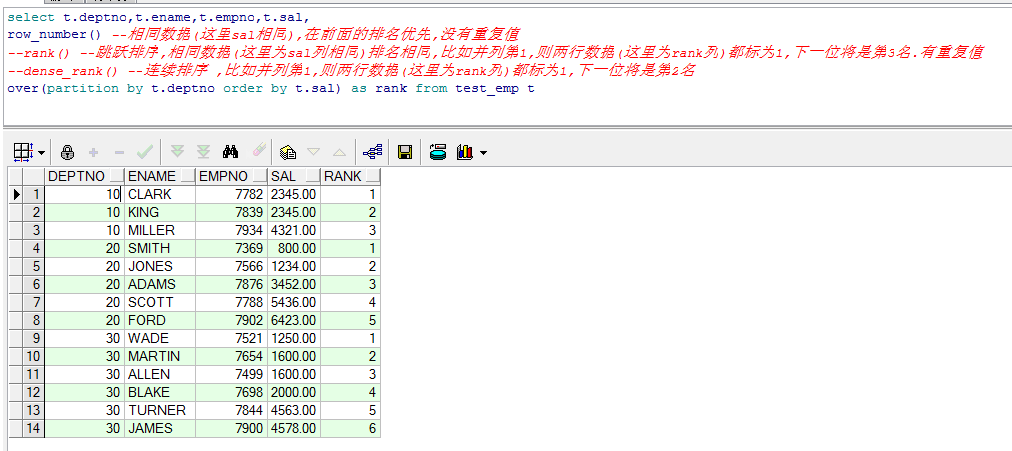 select t.deptno,t.ename,t.empno,t.sal,
row_number() --相同数据(这里sal相同),在前面的排名优先,没有重复值
--rank() --跳跃排序,相同数据(这里为sal列相同)排名相同,比如并列第1,则两行数据(这里为rank列)都标为1,下一位将是第3名.有重复值
--dense_rank() --连续排序 ,比如并列第1,则两行数据(这里为rank列)都标为1,下一位将是第2名
over(partition by t.deptno order by t.sal) as rank from test_emp t
DEPTNO ENAME EMPNO SAL RANK
1 10 CLARK 7782 2345.00 1
2 10 KING 7839 2345.00 2
3 10 MILLER 7934 4321.00 3
4 20 SMITH 7369 800.00 1
5 20 JONES 7566 1234.00 2
6 20 ADAMS 7876 3452.00 3
7 20 SCOTT 7788 5436.00 4
8 20 FORD 7902 6423.00 5
9 30 WADE 7521 1250.00 1
10 30 MARTIN 7654 1600.00 2
11 30 ALLEN 7499 1600.00 3
12 30 BLAKE 7698 2000.00 4
13 30 TURNER 7844 4563.00 5
14 30 JAMES 7900 4578.00 6